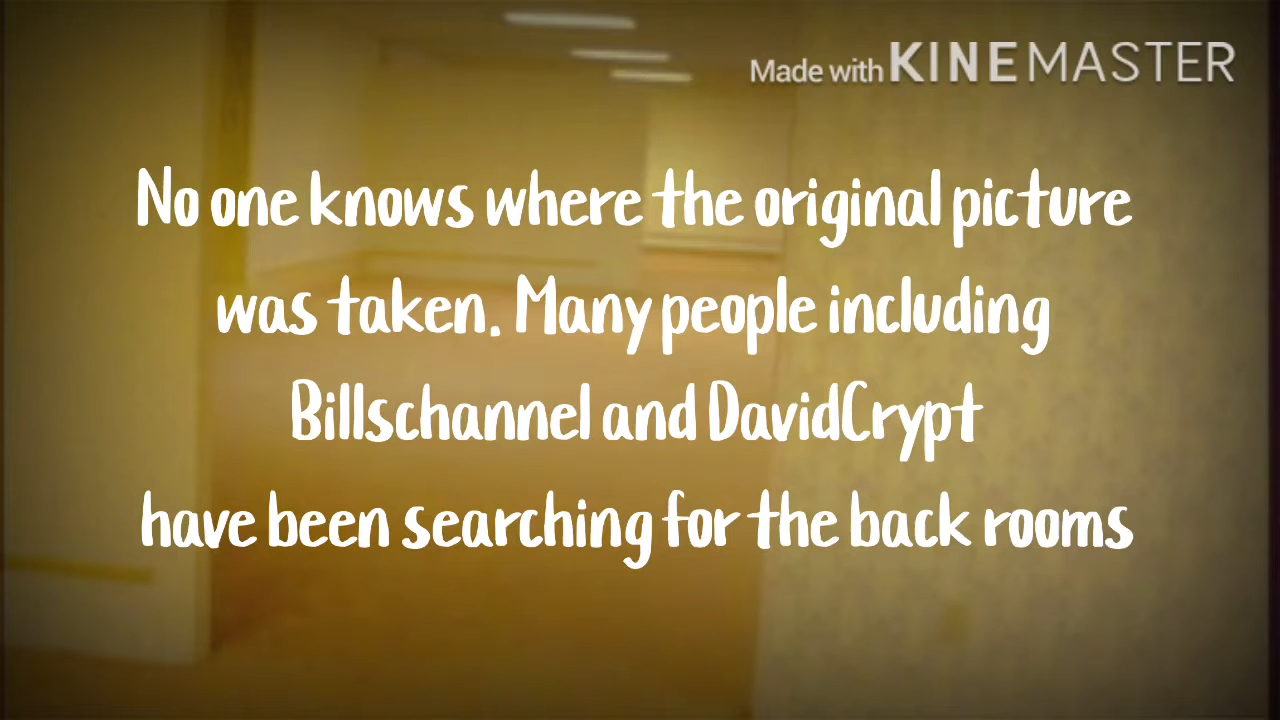 Made with KINEMASTER
No one knows where the original picture
was taken. Many people including
Billschannel and DavidCrypt
have been searching for the back rooms